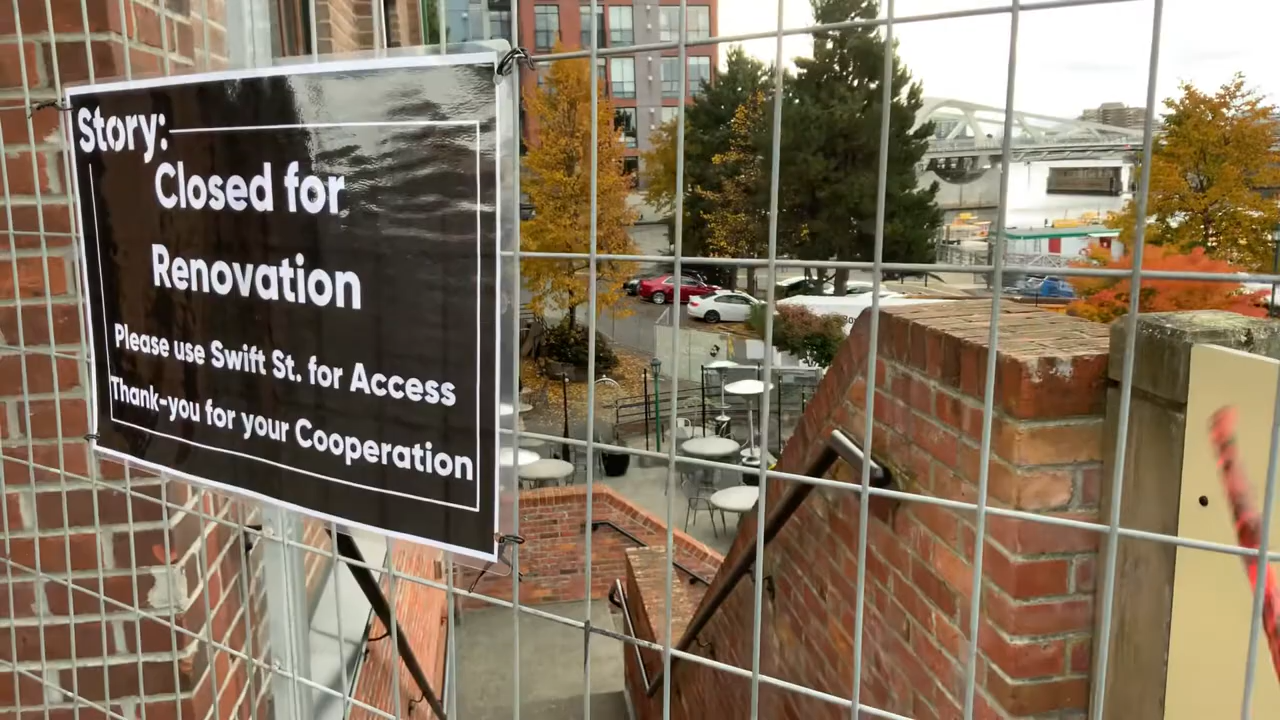 Story:
Closed for
Renovation
Please use Swift St. for Access
Thank-you for your Cooperation